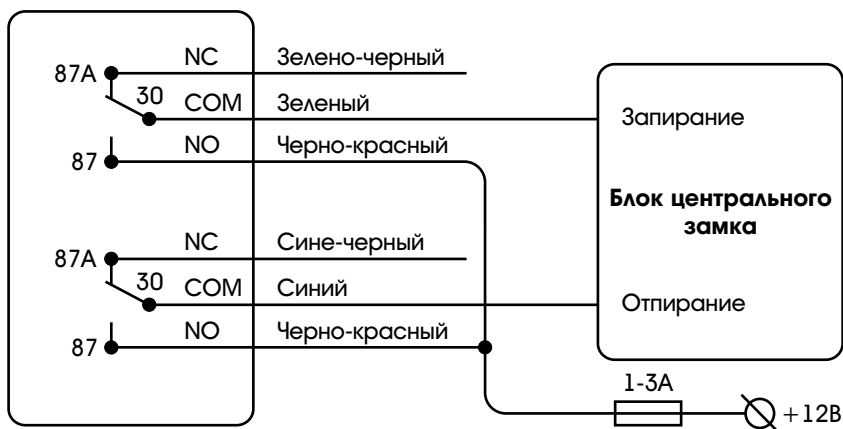 87A NC Зелено-черный
30 COM Зеленый
87 NO Черно-красный
87A NC Сине-черный
30 COM Синий
87 NO Черно-красный
Запирание
Блок центрального
замка
Отпирание
1-3А
+12В